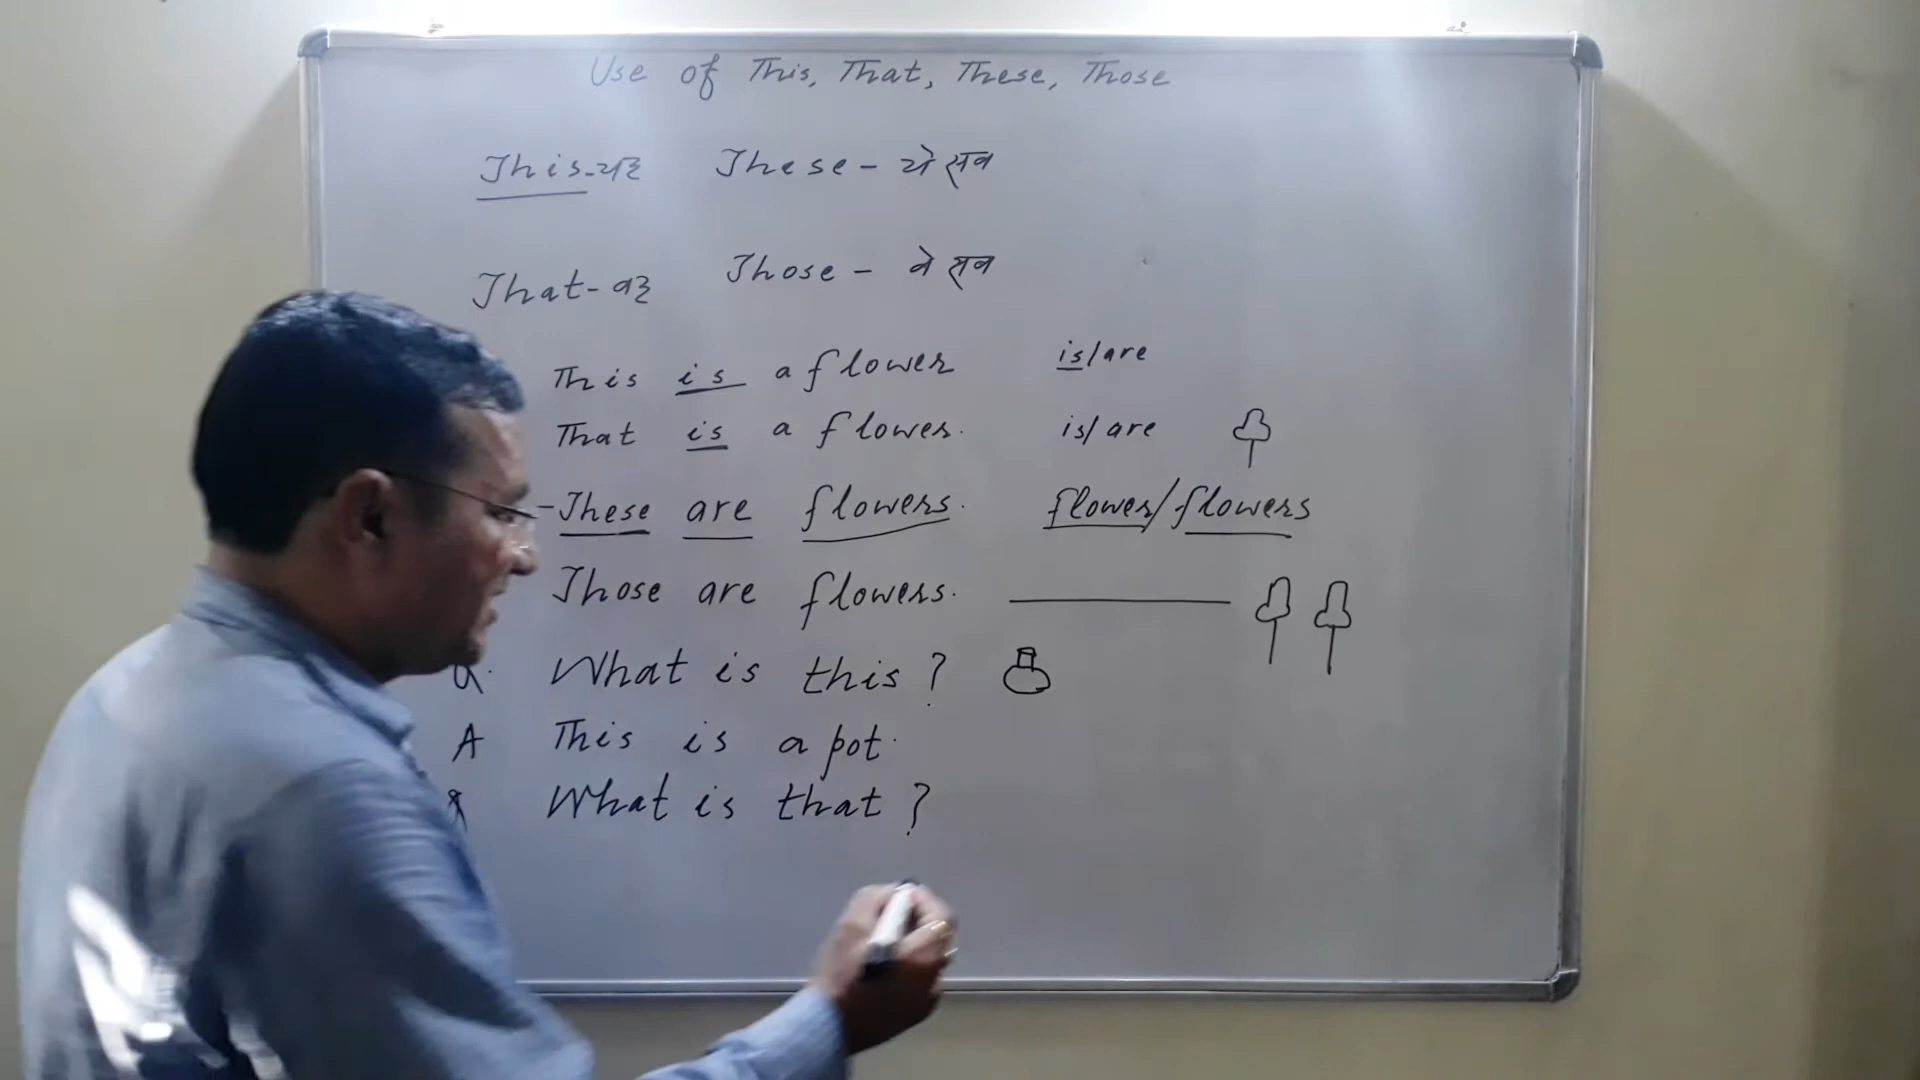 Use of This, That, These, Those
This-यह These - ये सब
That-वह Those - वे सब
This is a flower is/are
That is a flower. is/are
-These are flowers. flower/flowers
Those are flowers.
Q. What is this?
A This is a pot.
What is that?